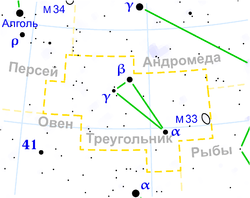 γ
M 34
Алголь
ρ
Андромеда
Персей
β
γ
M 33
Овен
α
Треугольник
41
Рыбы
α